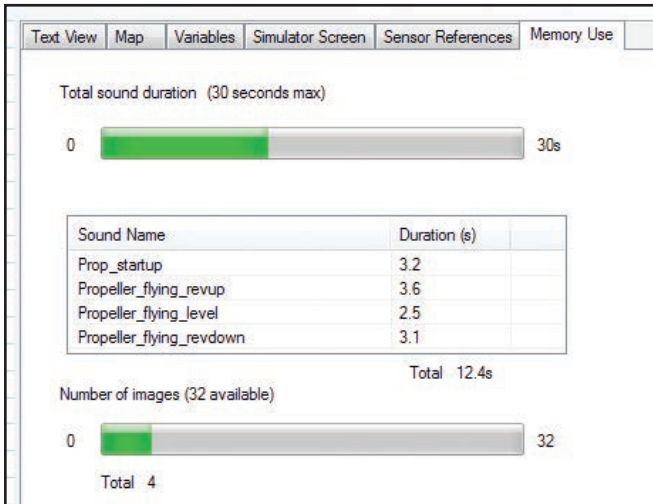 Text View Map Variables Simulator Screen Sensor References Memory Use
Total sound duration (30 seconds max)
0 30s
Sound Name Duration (s)
Prop_startup 3.2
Propeller_flying_revup 3.6
Propeller_flying_level 2.5
Propeller_flying_revdown 3.1
Total 12.4s
Number of images (32 available)
0 32
Total 4